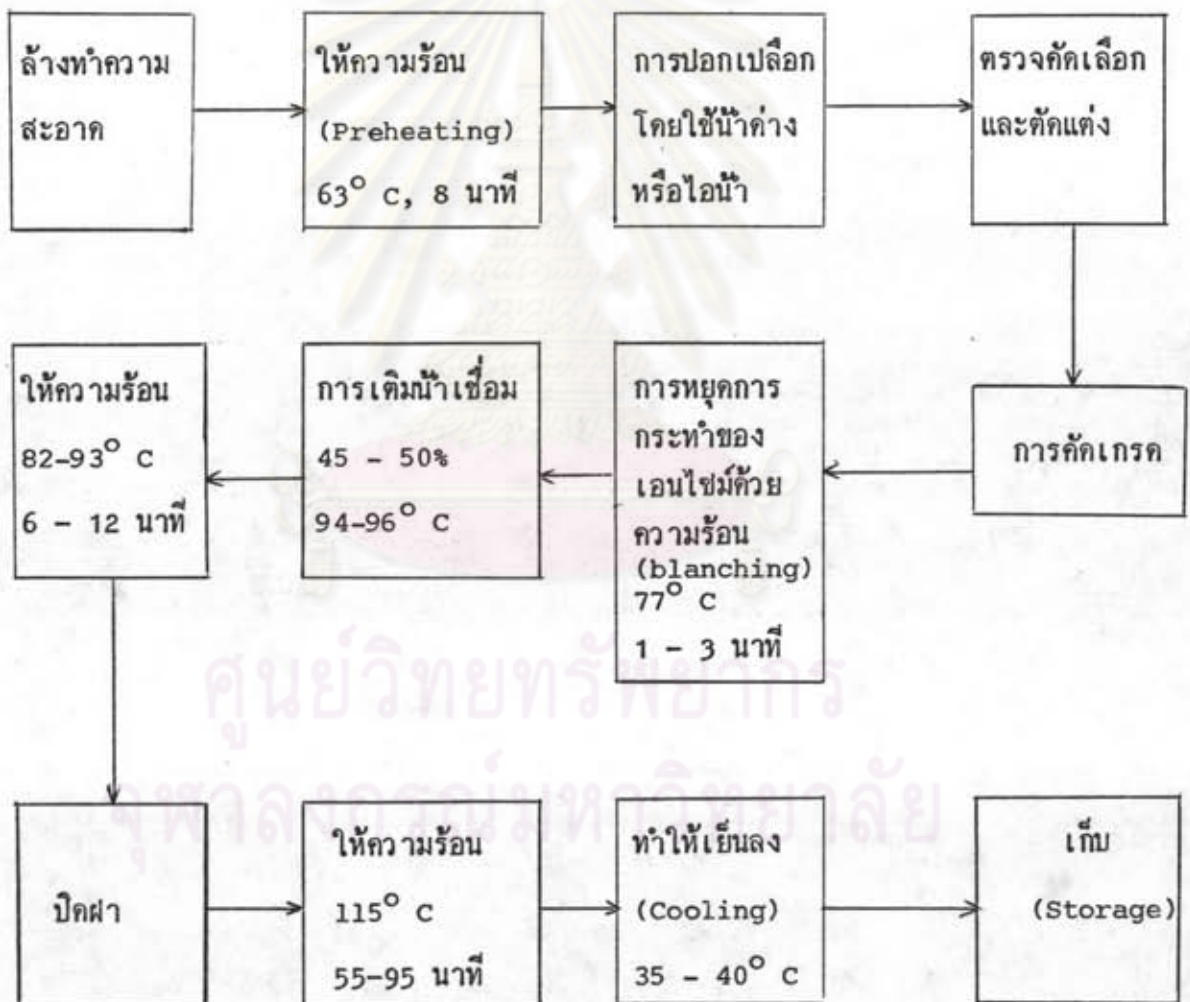 ล้างทำความ
สะอาด
ให้ความร้อน
(Preheating)
63° C, 8 นาที
การปอกเปลือก
โดยใช้น้ำด่าง
หรือไอน้ำ
ตรวจคัดเลือก
และตัดแต่ง
การคัดเกรด
การหยุดการ
กระทำของ
เอนไซม์ด้วย
ความร้อน
(blanching)
77° C
1 - 3 นาที
การเติมน้ำเชื่อม
45 - 50%
94-96° C
ให้ความร้อน
82-93° C
6 - 12 นาที
ปิดฝา
ให้ความร้อน
115° C
55-95 นาที
ทำให้เย็นลง
(Cooling)
35 - 40° C
เก็บ
(Storage)
ศูนย์วิทยทรัพยากร
จุฬาลงกรณ์มหาวิทยาลัย